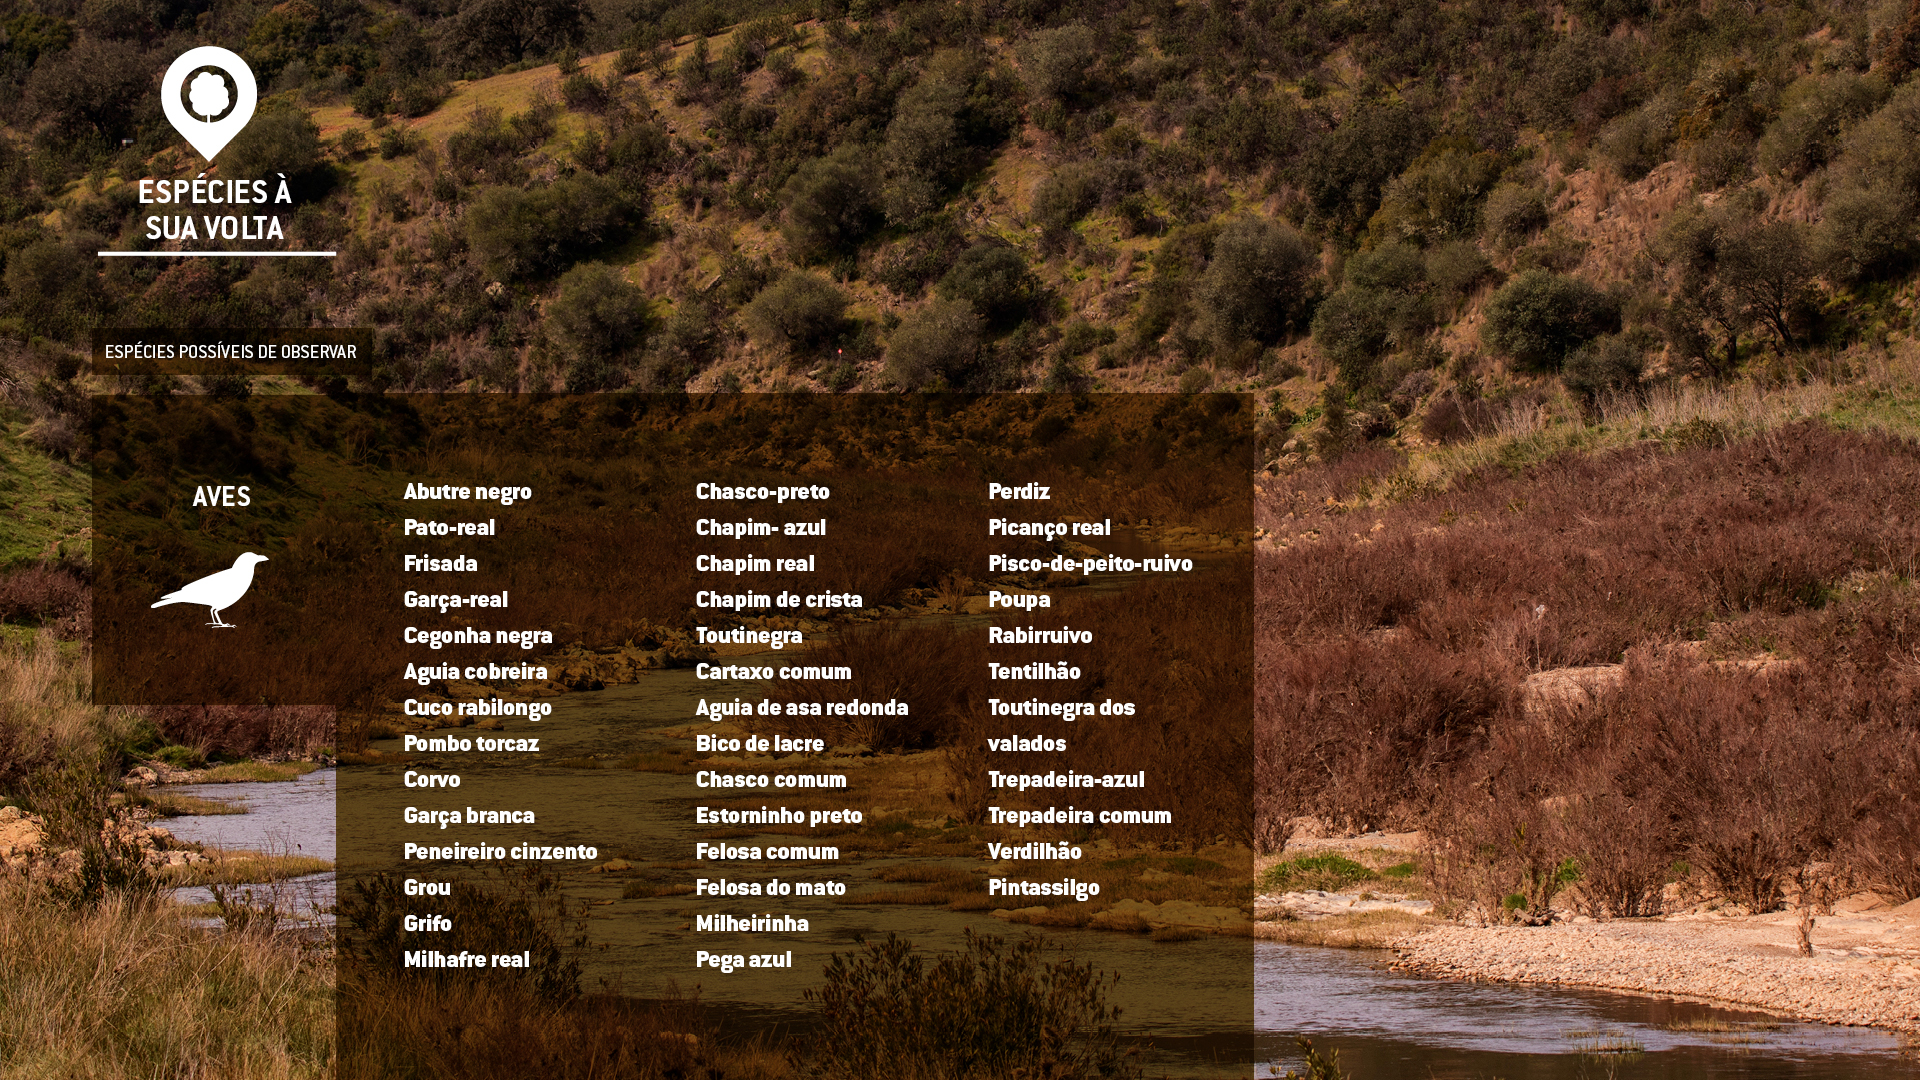 ESPÉCIES À
SUA VOLTA
ESPÉCIES POSSÍVEIS DE OBSERVAR
AVES
Abutre negro
Pato-real
Frisada
Garça-real
Cegonha negra
Aguia cobreira
Cuco rabilongo
Pombo torcaz
Corvo
Garça branca
Peneireiro cinzento
Grou
Grifo
Milhafre real
Chasco-preto
Chapim- azul
Chapim real
Chapim de crista
Toutinegra
Cartaxo comum
Aguia de asa redonda
Bico de lacre
Chasco comum
Estorninho preto
Felosa comum
Felosa do mato
Milheirinha
Pega azul
Perdiz
Picanço real
Pisco-de-peito-ruivo
Poupa
Rabirruivo
Tentilhão
Toutinegra dos
valados
Trepadeira-azul
Trepadeira comum
Verdilhão
Pintassilgo